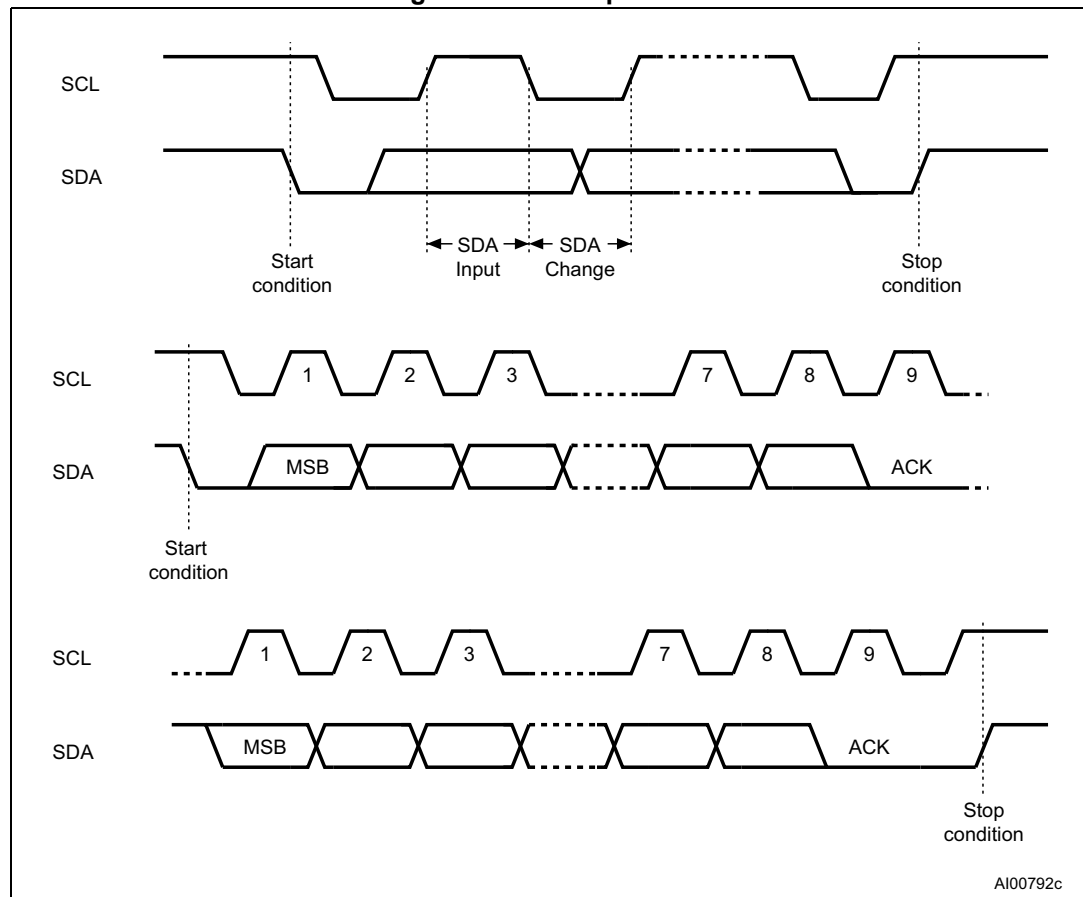 SCL
SDA
SDA Input
SDA Change
Start condition
Stop condition
SCL
1 2 3 7 8 9
SDA
MSB
ACK
Start condition
SCL
1 2 3 7 8 9
SDA
MSB
ACK
Stop condition
AI00792c